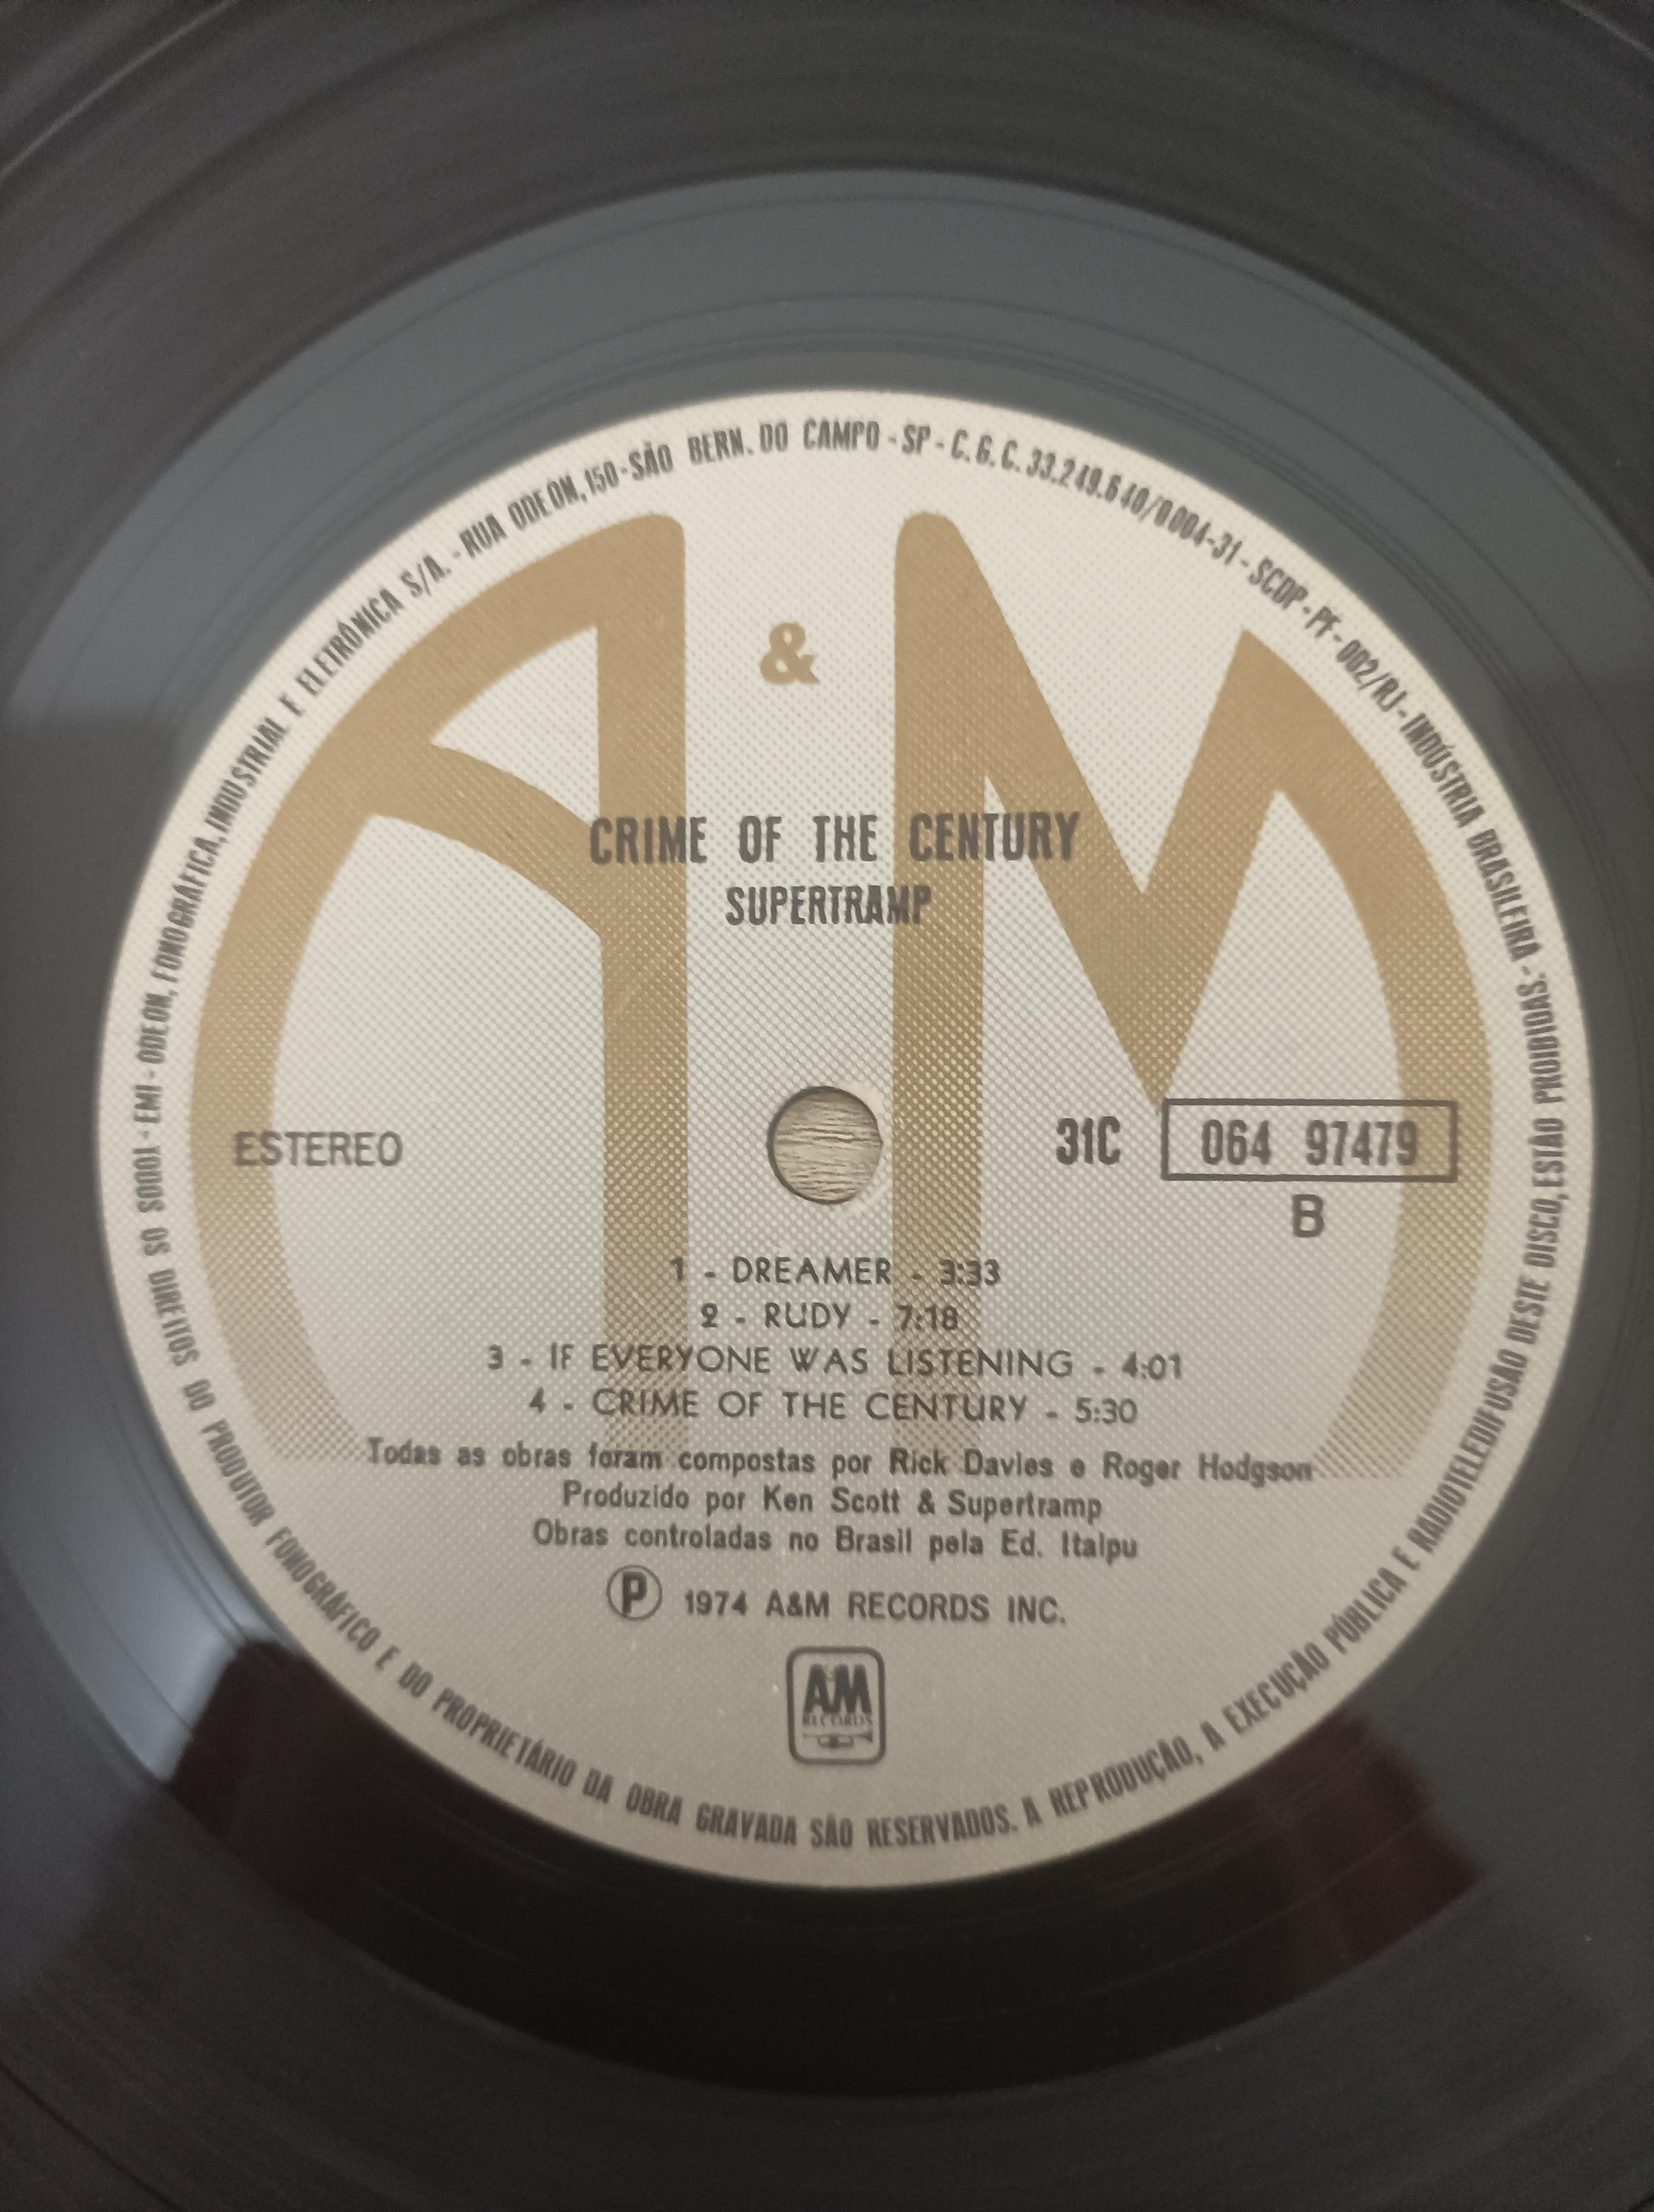 TODOS OS DIREITOS DO PRODUTOR FONOGRÁFICO E DO PROPRIETÁRIO DA OBRA GRAVADA SÃO RESERVADOS. A REPRODUÇÃO, A EXECUÇÃO PÚBLICA E RADIOTELEDIFUSÃO DESTE DISCO, ESTÃO PROIBIDAS.
EMI - ODEON, FONOGRÁFICA, INDUSTRIAL E ELETRÔNICA S/A. - RUA ODEON, 150 - SÃO BERN. DO CAMPO - SP - C.G.C. 33.249.640/0004-31 - SCDP - PF - 002/RJ - INDÚSTRIA BRASILEIRA -
A & M
CRIME OF THE CENTURY
SUPERTRAMP
ESTEREO
31C 064 97479
B
1 - DREAMER - 3:33
2 - RUDY - 7:18
3 - IF EVERYONE WAS LISTENING - 4:01
4 - CRIME OF THE CENTURY - 5:30
Todas as obras foram compostas por Rick Davies e Roger Hodgson
Produzido por Ken Scott & Supertramp
Obras controladas no Brasil pela Ed. Itaipu
Ⓟ 1974 A&M RECORDS INC.
A&M
RECORDS